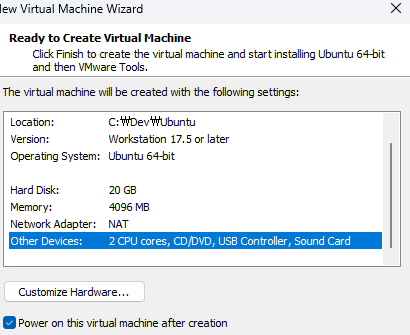 New Virtual Machine Wizard
Ready to Create Virtual Machine
Click Finish to create the virtual machine and start installing Ubuntu 64-bit
and then VMware Tools.
The virtual machine will be created with the following settings:
Location: C:₩Dev₩Ubuntu
Version: Workstation 17.5 or later
Operating System: Ubuntu 64-bit
Hard Disk: 20 GB
Memory: 4096 MB
Network Adapter: NAT
Other Devices: 2 CPU cores, CD/DVD, USB Controller, Sound Card
Customize Hardware...
Power on this virtual machine after creation